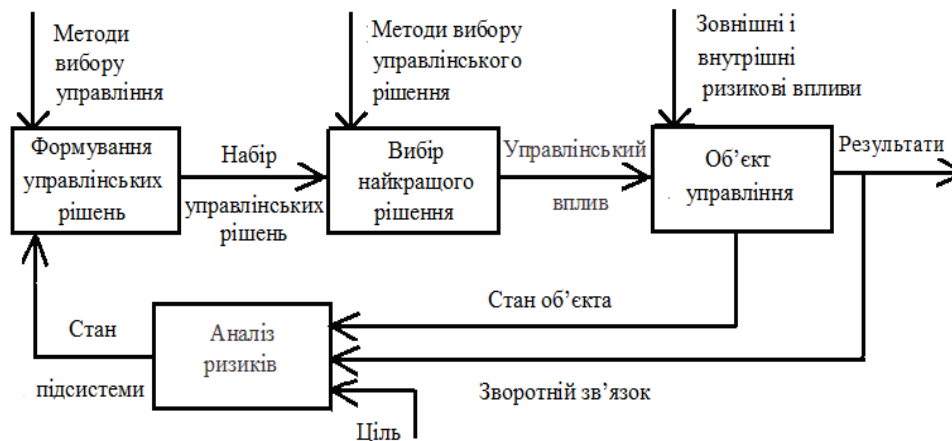 Методи
вибору
управління
Методи вибору
управлінського
рішення
Зовнішні і
внутрішні
ризикові впливи
Формування
управлінських
рішень
Набір
управлінських
рішень
Вибір
найкращого
рішення
Управлінський
вплив
Об’єкт
управління
Результати
Стан об’єкта
Стан
підсистеми
Аналіз
ризиків
Зворотній зв’язок
Ціль